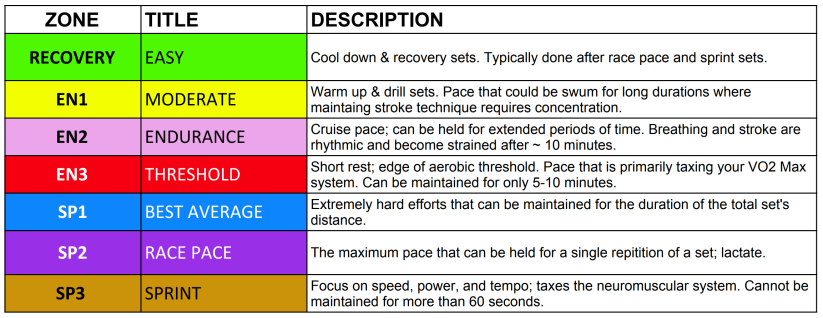 ZONE TITLE DESCRIPTION
RECOVERY EASY Cool down & recovery sets. Typically done after race pace and sprint sets.
EN1 MODERATE Warm up & drill sets. Pace that could be swum for long durations where
maintaing stroke technique requires concentration.
EN2 ENDURANCE Cruise pace; can be held for extended periods of time. Breathing and stroke are
rhythmic and become strained after ~ 10 minutes.
EN3 THRESHOLD Short rest; edge of aerobic threshold. Pace that is primarily taxing your VO2 Max
system. Can be maintained for only 5-10 minutes.
SP1 BEST AVERAGE Extremely hard efforts that can be maintained for the duration of the total set's
distance.
SP2 RACE PACE The maximum pace that can be held for a single repitition of a set; lactate.
SP3 SPRINT Focus on speed, power, and tempo; taxes the neuromuscular system. Cannot be
maintained for more than 60 seconds.